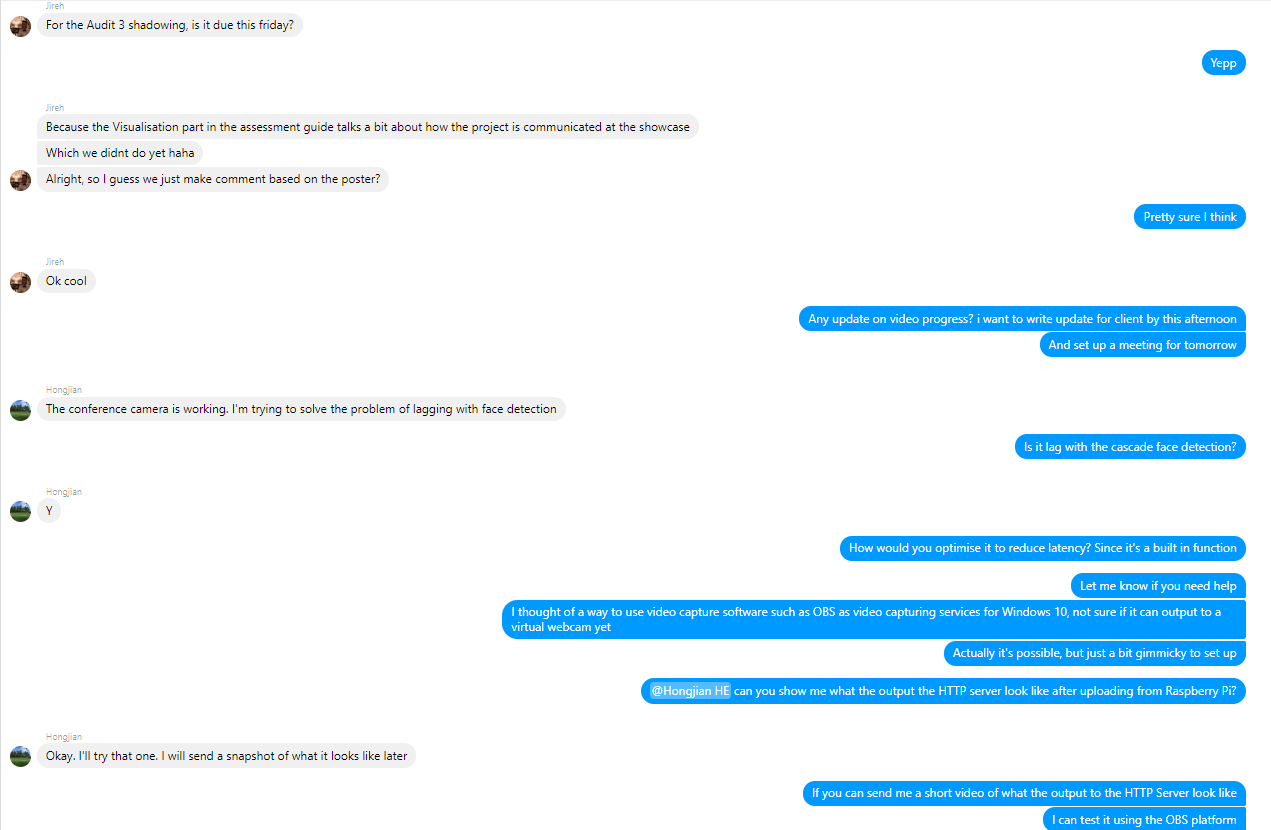 Jireh
For the Audit 3 shadowing, is it due this friday?
Yepp
Jireh
Because the Visualisation part in the assessment guide talks a bit about how the project is communicated at the showcase
Which we didnt do yet haha
Alright, so I guess we just make comment based on the poster?
Pretty sure I think
Jireh
Ok cool
Any update on video progress? i want to write update for client by this afternoon
And set up a meeting for tomorrow
Hongjian
The conference camera is working. I'm trying to solve the problem of lagging with face detection
Is it lag with the cascade face detection?
Hongjian
Y
How would you optimise it to reduce latency? Since it's a built in function
Let me know if you need help
I thought of a way to use video capture software such as OBS as video capturing services for Windows 10, not sure if it can output to a
virtual webcam yet
Actually it's possible, but just a bit gimmicky to set up
@Hongjian HE can you show me what the output the HTTP server look like after uploading from Raspberry Pi?
Hongjian
Okay. I'll try that one. I will send a snapshot of what it looks like later
If you can send me a short video of what the output to the HTTP Server look like
I can test it using the OBS platform